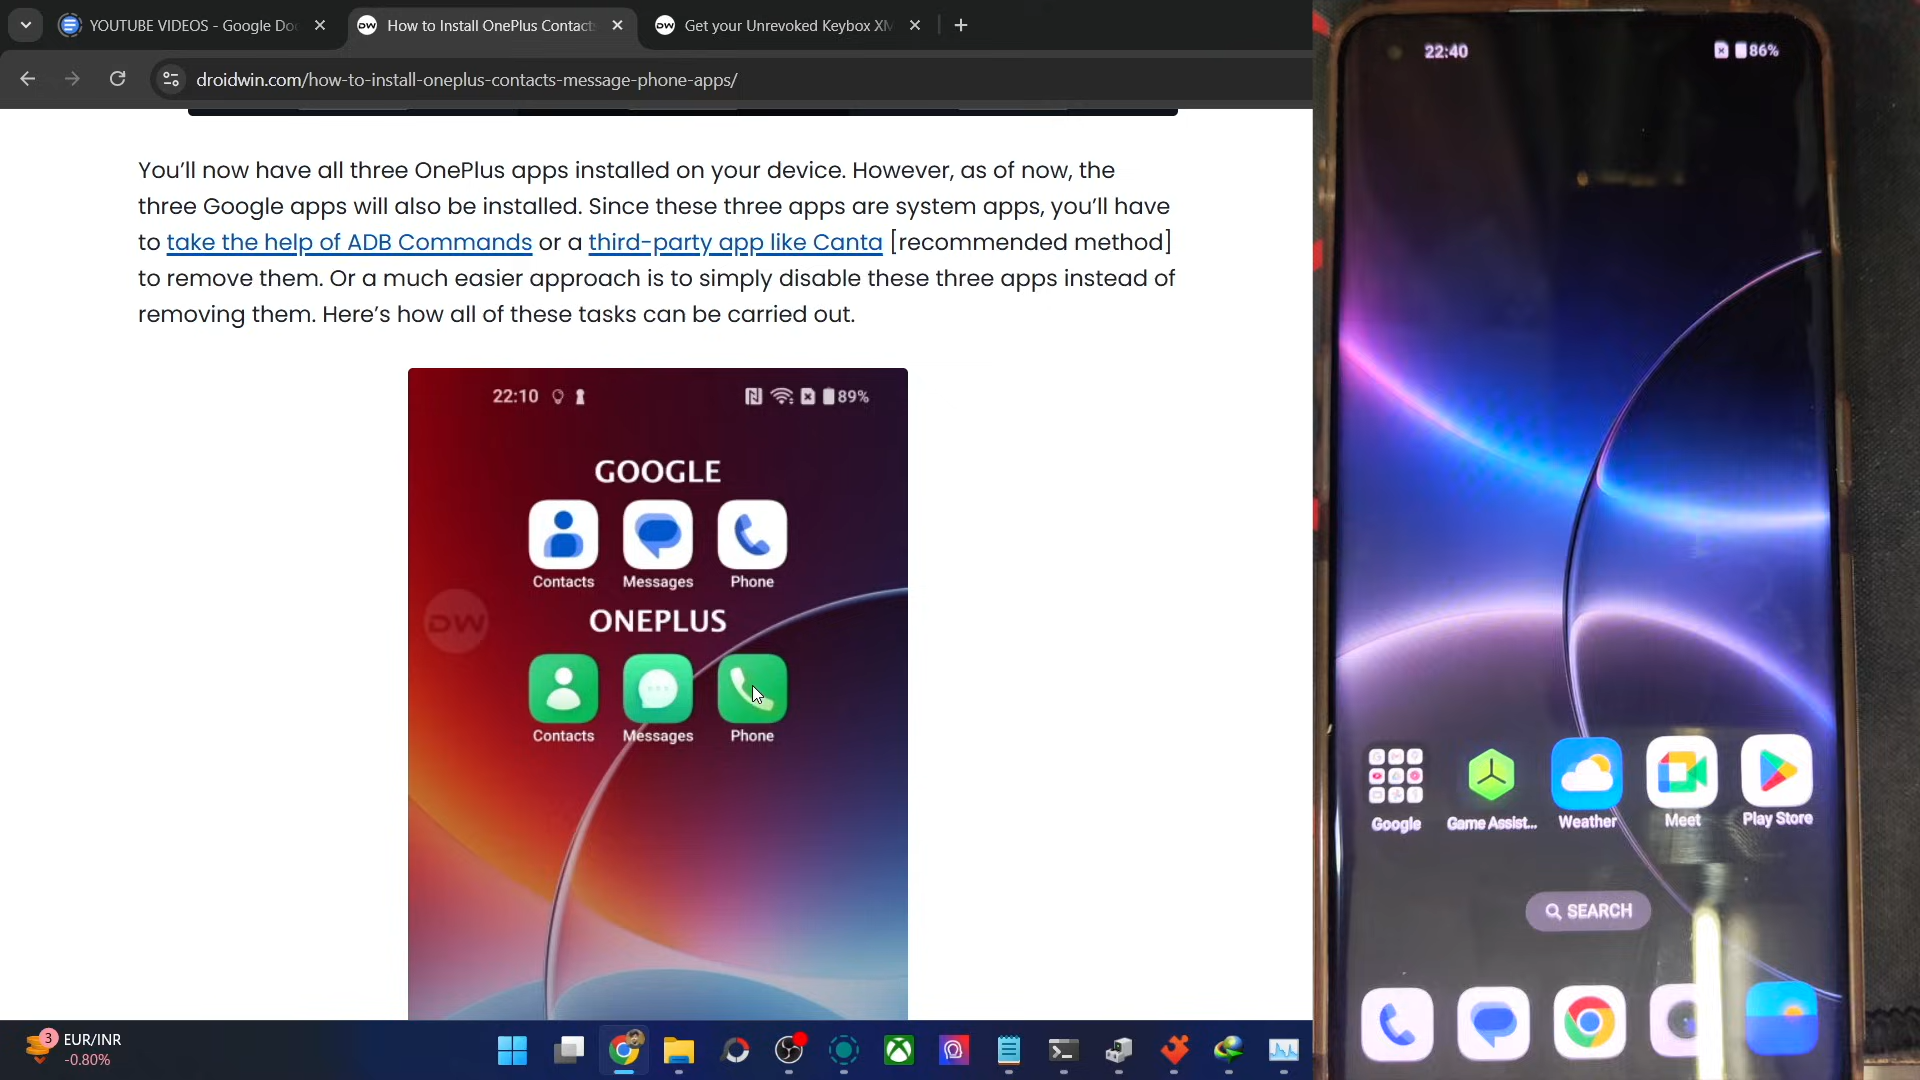 YOUTUBE VIDEOS - Google Do
How to Install OnePlus Contacts
Get your Unrevoked Keybox XM
droidwin.com/how-to-install-oneplus-contacts-message-phone-apps/
You'll now have all three OnePlus apps installed on your device. However, as of now, the
three Google apps will also be installed. Since these three apps are system apps, you'll have
to take the help of ADB Commands or a third-party app like Canta [recommended method]
to remove them. Or a much easier approach is to simply disable these three apps instead of
removing them. Here's how all of these tasks can be carried out.
22:10
89%
GOOGLE
Contacts Messages Phone
ONEPLUS
DW
Contacts Messages Phone
3
EUR/INR
-0.80%
22:40
86%
Google Game Assist... Weather Meet Play Store
SEARCH